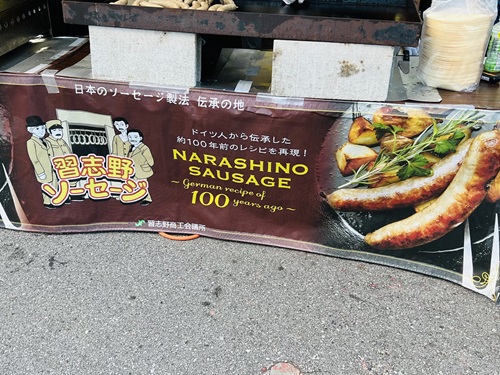 日本のソーセージ製法 伝承の地
習志野
ソーセージ
ドイツ人から伝承した
約100年前のレシピを再現！
NARASHINO
SAUSAGE
~ German recipe of
100 years ago ~
習志野商工会議所